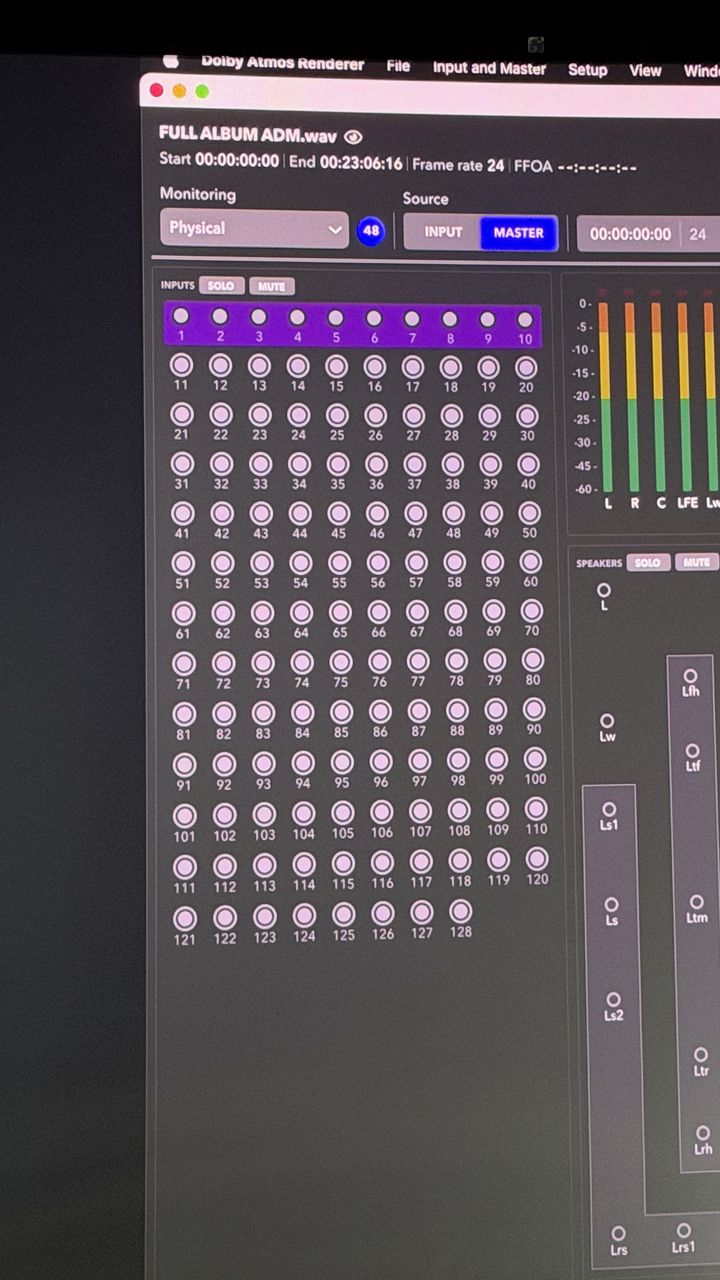 Dolby Atmos Renderer File Input and Master Setup View
FULL ALBUM ADM.wav
Start 00:00:00:00 | End 00:23:06:16 | Frame rate 24 | FFOA --:--:--:--
Monitoring
Source
Physical
48
INPUT
MASTER
00:00:00:00
24
INPUTS SOLO MUTE
1 2 3 4 5 6 7 8 9 10
11 12 13 14 15 16 17 18 19 20
21 22 23 24 25 26 27 28 29 30
31 32 33 34 35 36 37 38 39 40
41 42 43 44 45 46 47 48 49 50
51 52 53 54 55 56 57 58 59 60
61 62 63 64 65 66 67 68 69 70
71 72 73 74 75 76 77 78 79 80
81 82 83 84 85 86 87 88 89 90
91 92 93 94 95 96 97 98 99 100
101 102 103 104 105 106 107 108 109 110
111 112 113 114 115 116 117 118 119 120
121 122 123 124 125 126 127 128
0-
-5-
-10-
-15-
-20-
-25-
-30-
-45-
-60-
L R C LFE Lw
SPEAKERS SOLO MUTE
L
Lfh
Lw
Ltf
Ls1
Ls
Ltm
Ls2
Ltr
Lrh
Lrs
Lrs1